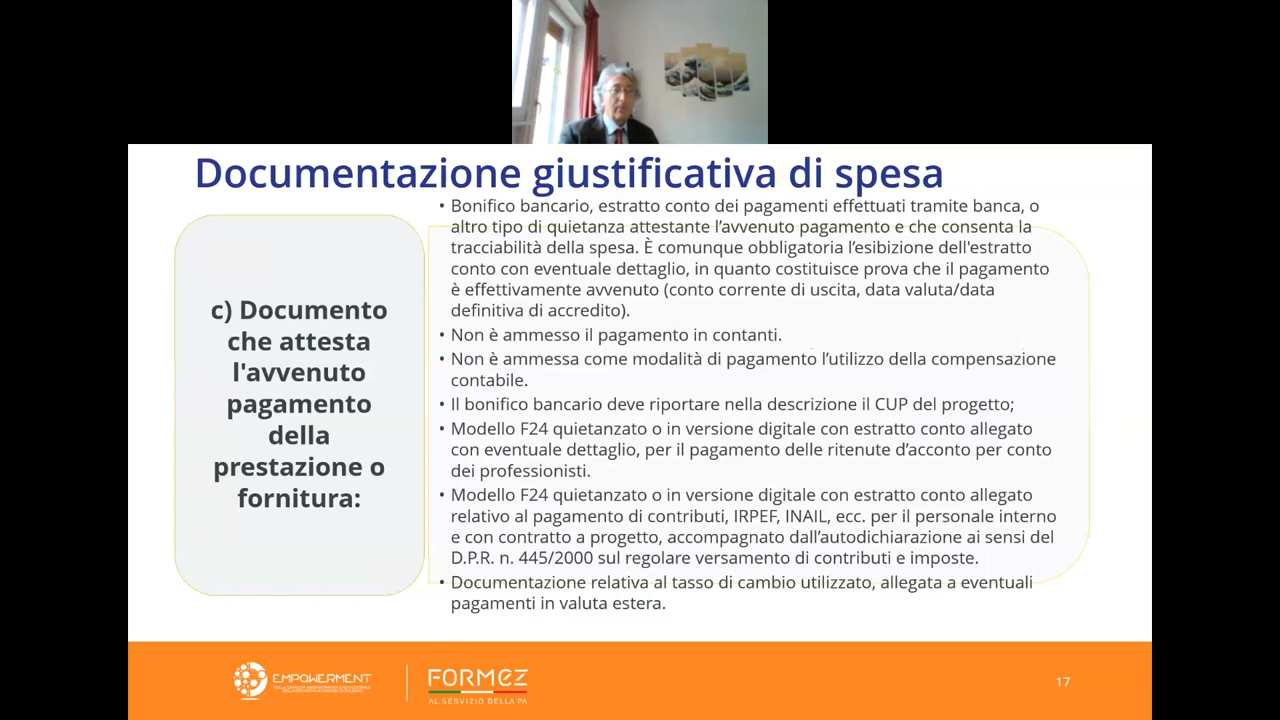 Documentazione giustificativa di spesa
c) Documento
che attesta
l'avvenuto
pagamento
della
prestazione o
fornitura:
• Bonifico bancario, estratto conto dei pagamenti effettuati tramite banca, o
altro tipo di quietanza attestante l’avvenuto pagamento e che consenta la
tracciabilità della spesa. È comunque obbligatoria l’esibizione dell'estratto
conto con eventuale dettaglio, in quanto costituisce prova che il pagamento
è effettivamente avvenuto (conto corrente di uscita, data valuta/data
definitiva di accredito).
• Non è ammesso il pagamento in contanti.
• Non è ammessa come modalità di pagamento l’utilizzo della compensazione
contabile.
• Il bonifico bancario deve riportare nella descrizione il CUP del progetto;
• Modello F24 quietanzato o in versione digitale con estratto conto allegato
con eventuale dettaglio, per il pagamento delle ritenute d’acconto per conto
dei professionisti.
• Modello F24 quietanzato o in versione digitale con estratto conto allegato
relativo al pagamento di contributi, IRPEF, INAIL, ecc. per il personale interno
e con contratto a progetto, accompagnato dall’autodichiarazione ai sensi del
D.P.R. n. 445/2000 sul regolare versamento di contributi e imposte.
• Documentazione relativa al tasso di cambio utilizzato, allegata a eventuali
pagamenti in valuta estera.
EMPOWERMENT
FORMEZ
AL SERVIZIO DELLA PA
17